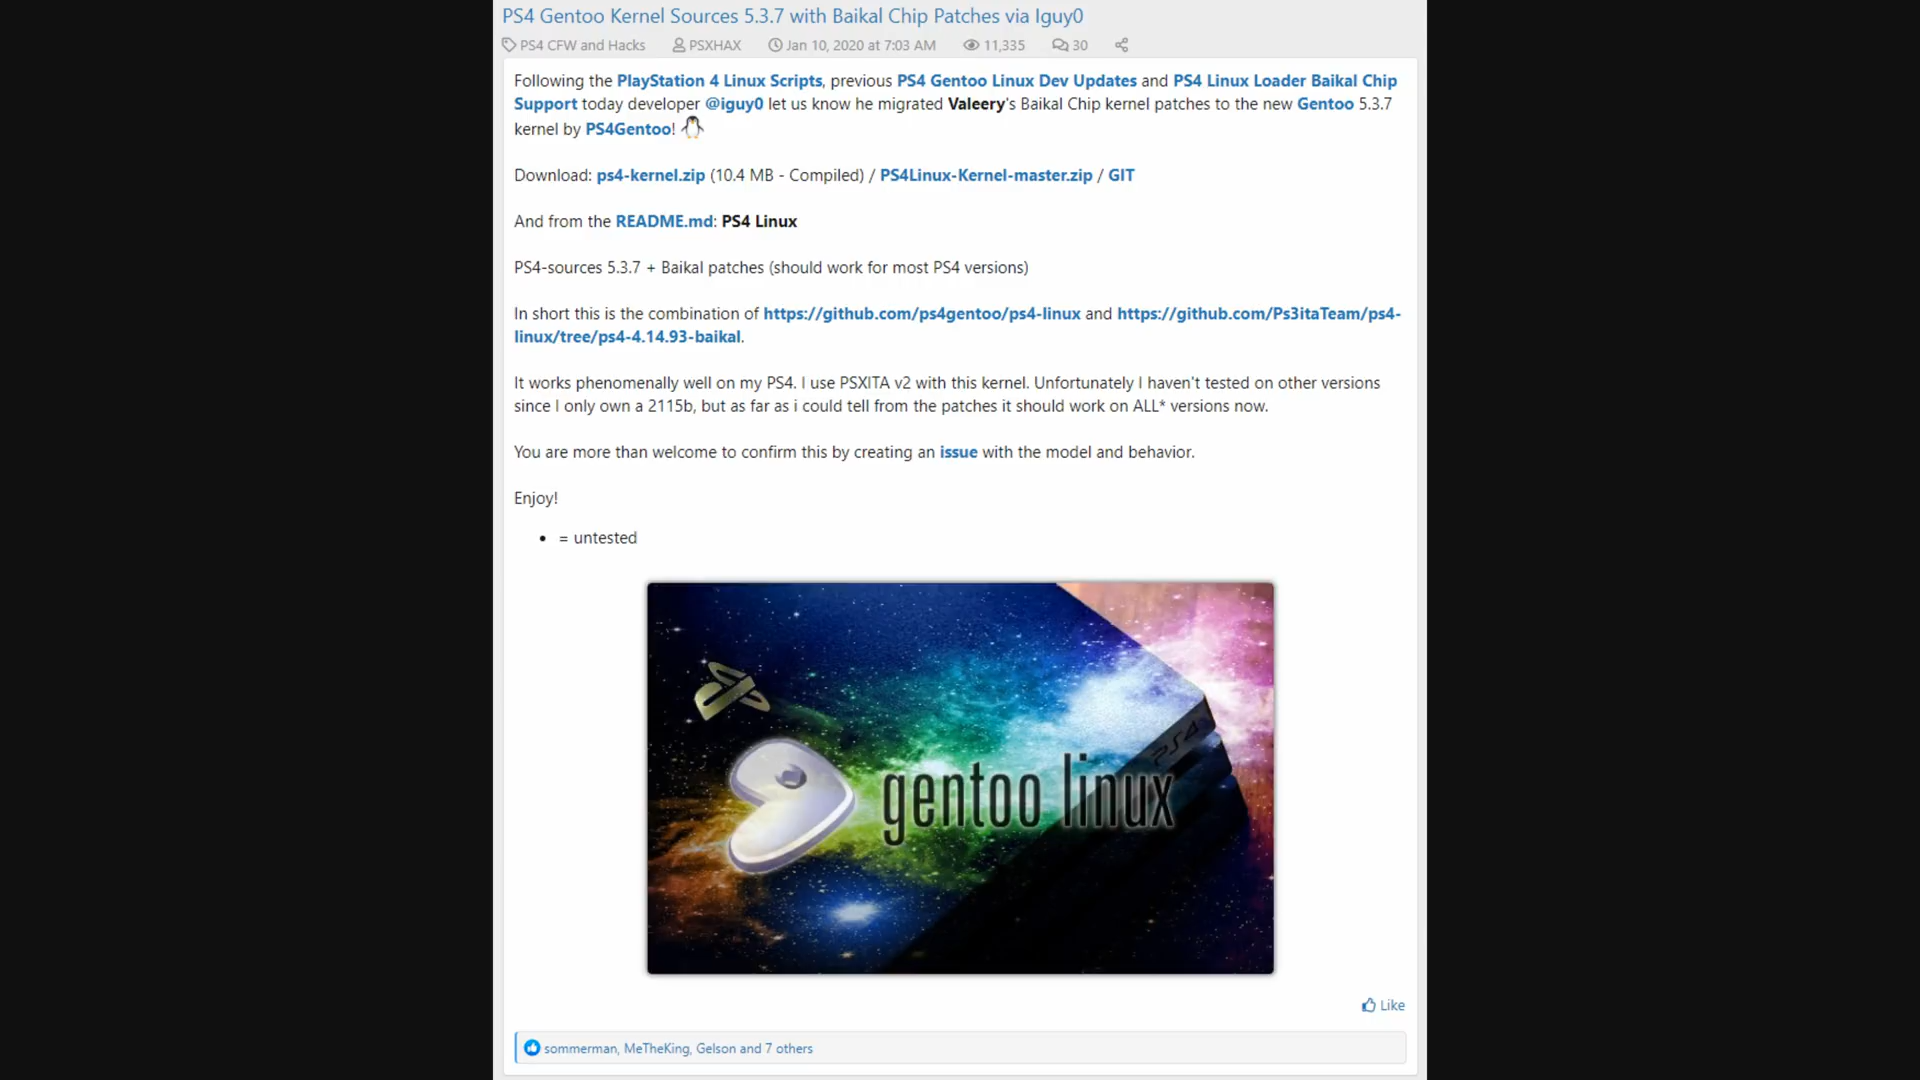 PS4 Gentoo Kernel Sources 5.3.7 with Baikal Chip Patches via Iguy0
PS4 CFW and Hacks PSXHAX Jan 10, 2020 at 7:03 AM 11,335 30
Following the PlayStation 4 Linux Scripts, previous PS4 Gentoo Linux Dev Updates and PS4 Linux Loader Baikal Chip
Support today developer @iguy0 let us know he migrated Valeery's Baikal Chip kernel patches to the new Gentoo 5.3.7
kernel by PS4Gentoo!
Download: ps4-kernel.zip (10.4 MB - Compiled) / PS4Linux-Kernel-master.zip / GIT
And from the README.md: PS4 Linux
PS4-sources 5.3.7 + Baikal patches (should work for most PS4 versions)
In short this is the combination of https://github.com/ps4gentoo/ps4-linux and https://github.com/Ps3itaTeam/ps4-
linux/tree/ps4-4.14.93-baikal.
It works phenomenally well on my PS4. I use PSXITA v2 with this kernel. Unfortunately I haven't tested on other versions
since I only own a 2115b, but as far as i could tell from the patches it should work on ALL* versions now.
You are more than welcome to confirm this by creating an issue with the model and behavior.
Enjoy!
• = untested
PS4
gentoo linux
Like
sommerman, MeTheKing, Gelson and 7 others